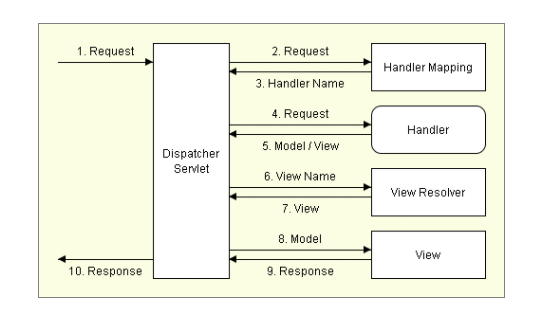 1. Request
2. Request
Handler Mapping
3. Handler Name
4. Request
Handler
5. Model / View
Dispatcher
Servlet
6. View Name
View Resolver
7. View
8. Model
View
9. Response
10. Response